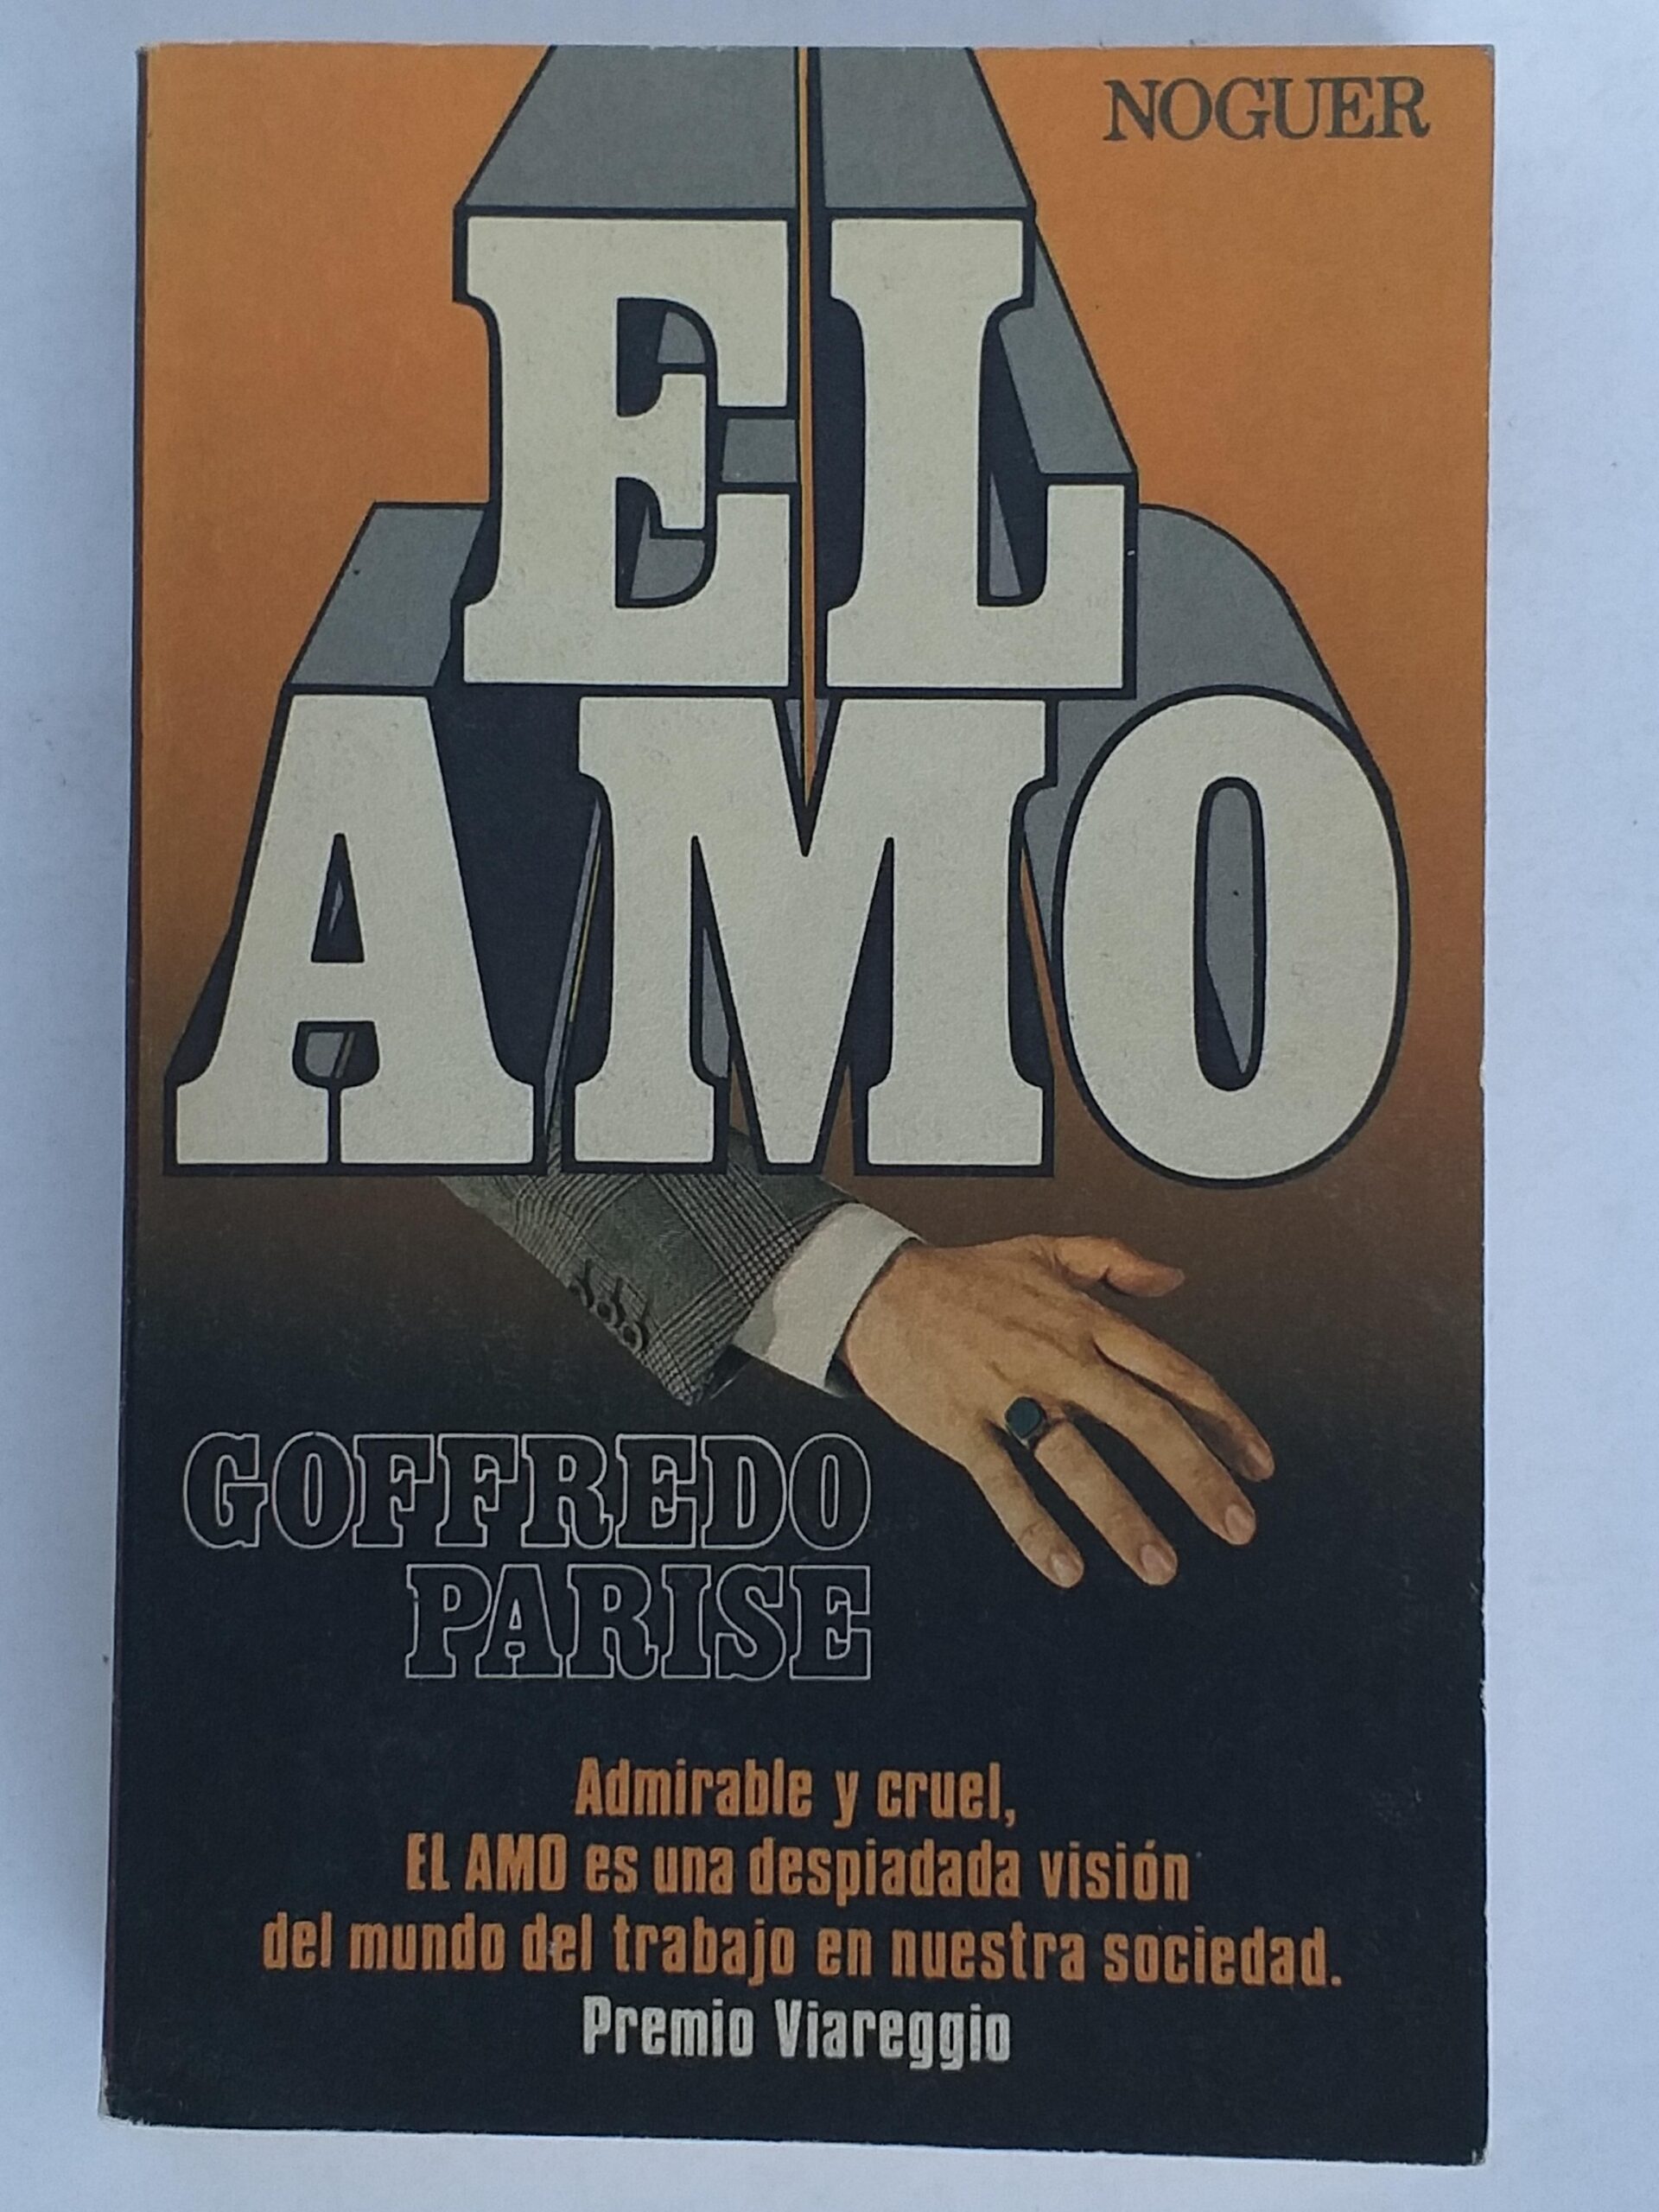 NOGUER
EL
AMO
GOFFREDO
PARISE
Admirable y cruel,
EL AMO es una despiadada visión
del mundo del trabajo en nuestra sociedad.
Premio Viareggio